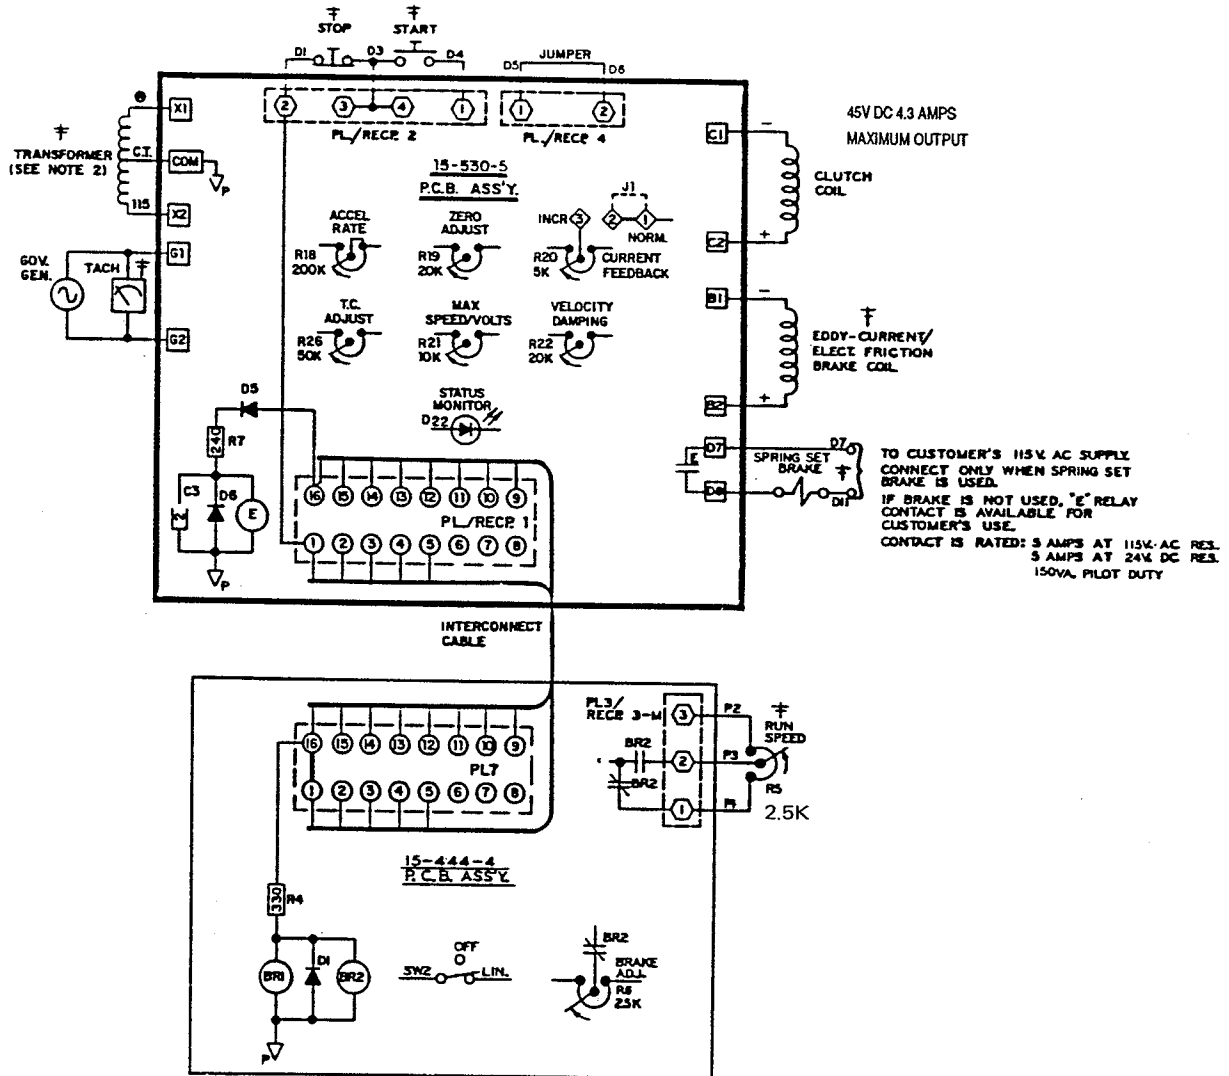 STOP START
D1 D3 D4
JUMPER
D5 D6
2 3 4 1
1 2
PL./RECP. 2
PL./RECP 4
X1
C.T.
COM
P
115
X2
TRANSFORMER
(SEE NOTE 2)
G1
GOV.
GEN.
TACH
G2
15-530-5
P.C.B. ASS'Y.
J1
INCR 3 2 1
NORM.
ACCEL
RATE
R18
200K
ZERO
ADJUST
R19
20K
R20
5K
CURRENT
FEEDBACK
T.C.
ADJUST
R26
50K
MAX
SPEED/VOLTS
R21
10K
VELOCITY
DAMPING
R22
20K
STATUS
MONITOR
D22
C1 –
45V DC 4.3 AMPS
MAXIMUM OUTPUT
CLUTCH
COIL
C2 +
B1 –
EDDY-CURRENT/
ELECT. FRICTION
BRAKE COIL
B2 +
D7 D7
E
SPRING SET
BRAKE
D8 D11
TO CUSTOMER'S 115V. AC SUPPLY.
CONNECT ONLY WHEN SPRING SET
BRAKE IS USED.
IF BRAKE IS NOT USED, "E" RELAY
CONTACT IS AVAILABLE FOR
CUSTOMER'S USE.
CONTACT IS RATED: 5 AMPS AT 115V. AC RES.
5 AMPS AT 24V. DC RES.
150VA. PILOT DUTY
D5
240 R7
C3 D6
E
P
16 15 14 13 12 11 10 9
PL./RECP. 1
1 2 3 4 5 6 7 8
INTERCONNECT
CABLE
16 15 14 13 12 11 10 9
PL7
1 2 3 4 5 6 7 8
PL3/
RECP. 3-M
3 P2
RUN
SPEED
BR2 2 P3
BR2
R5
1 P1
2.5K
15-444-4
P.C.B. ASS'Y.
330 R4
BR1 D1 BR2
P
OFF
SW2 LIN.
BR2
BRAKE
ADJ.
R6
2.5K